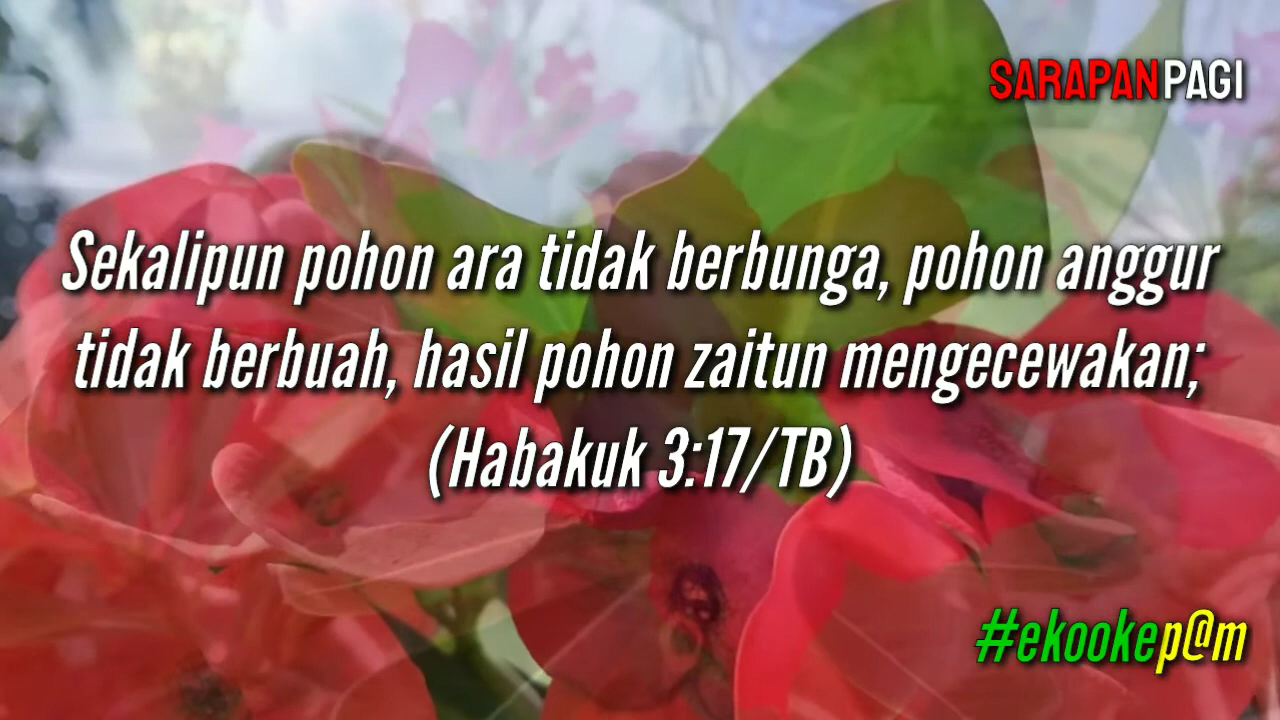 SARAPANPAGI
Sekalipun pohon ara tidak berbunga, pohon anggur
tidak berbuah, hasil pohon zaitun mengecewakan;
(Habakuk 3:17/TB)
#ekookep@m